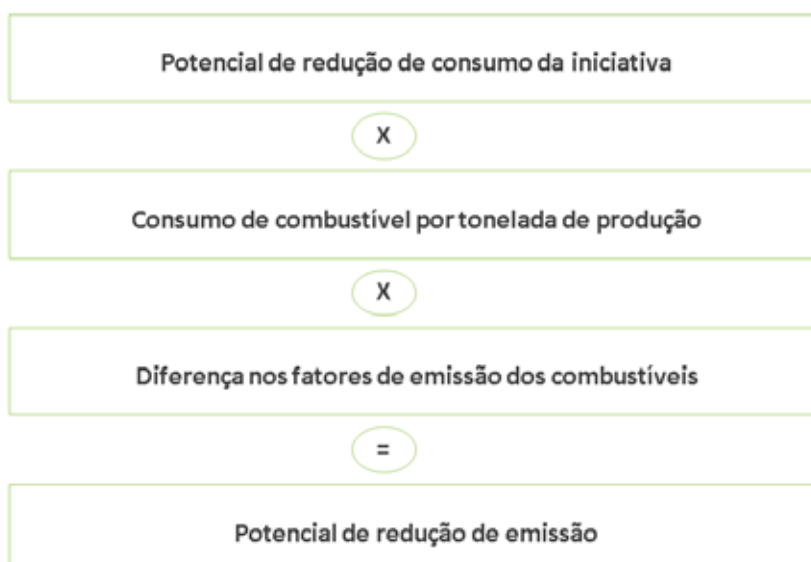 Potencial de redução de consumo da iniciativa
X
Consumo de combustível por tonelada de produção
X
Diferença nos fatores de emissão dos combustíveis
=
Potencial de redução de emissão